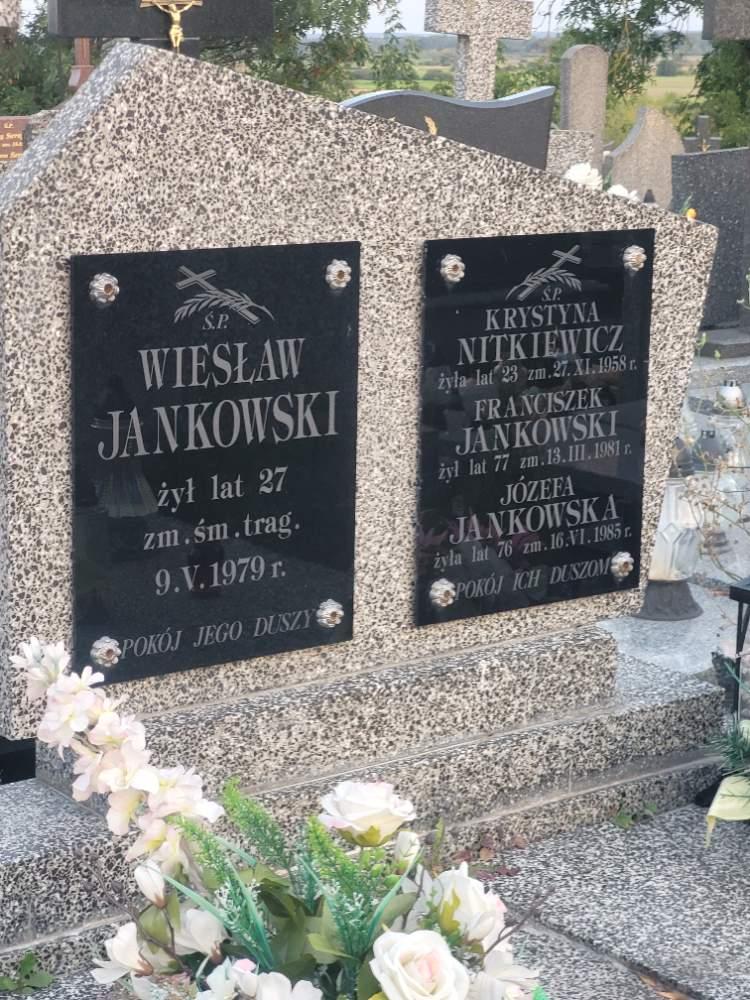 Ś.P.
WIESŁAW
JANKOWSKI
żył lat 27
zm.śm.trag.
9.V.1979 r.
POKÓJ JEGO DUSZY
Ś.P.
KRYSTYNA
NITKIEWICZ
żyła lat 23 zm.27.XI.1958 r.
FRANCISZEK
JANKOWSKI
żył lat 77 zm.13.III.1981 r.
JÓZEFA
JANKOWSKA
żyła lat 76 zm.16.VI.1985 r.
POKÓJ ICH DUSZOM